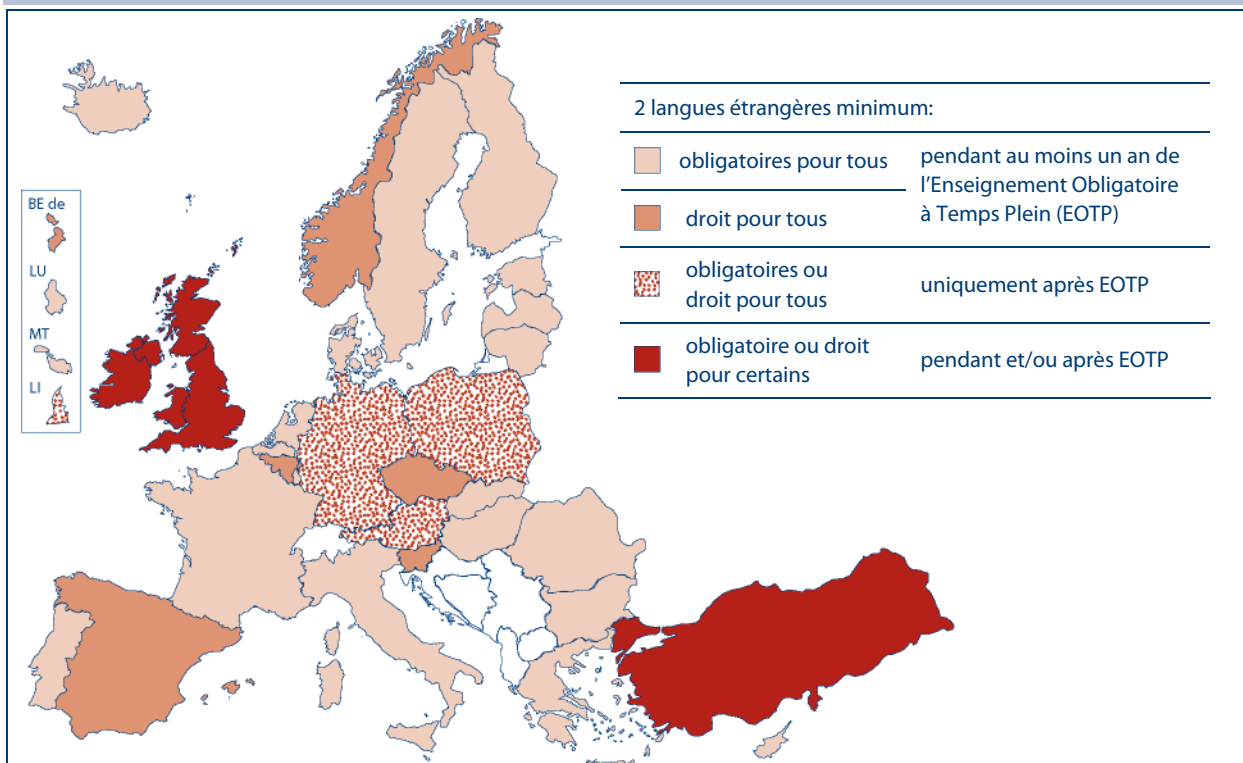 2 langues étrangères minimum:
obligatoires pour tous
droit pour tous
pendant au moins un an de
l'Enseignement Obligatoire
à Temps Plein (EOTP)
obligatoires ou
droit pour tous
uniquement après EOTP
obligatoire ou droit
pour certains
pendant et/ou après EOTP
BE de
LU
MT
LI